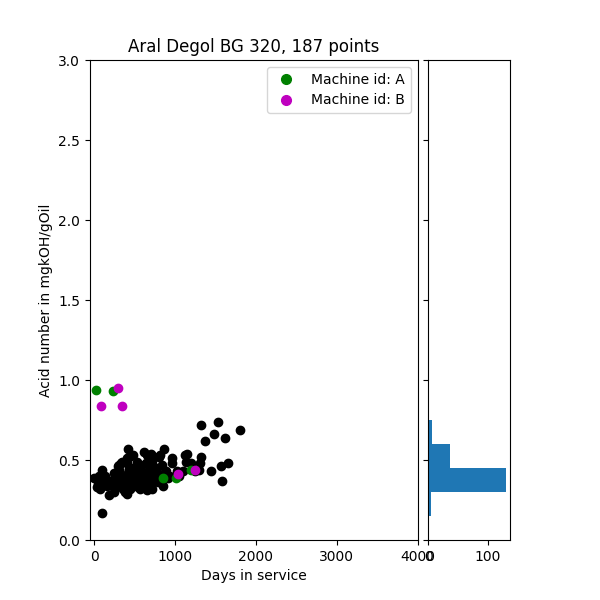 Aral Degol BG 320, 187 points
Machine id: A
Machine id: B
3.0
2.5
2.0
1.5
1.0
0.5
0.0
Acid number in mgkOH/gOil
0 1000 2000 3000 4000
0 100
Days in service